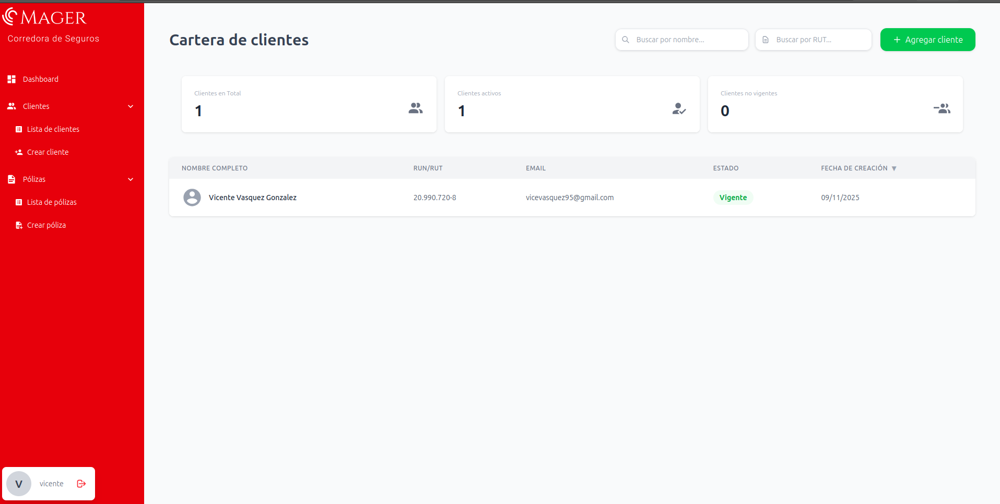 MAGER
Corredora de Seguros
Dashboard
Clientes
Lista de clientes
Crear cliente
Pólizas
Lista de pólizas
Crear póliza
V vicente
Cartera de clientes
Buscar por nombre... Buscar por RUT... + Agregar cliente
Clientes en Total Clientes activos Clientes no vigentes
1 1 0
NOMBRE COMPLETO RUN/RUT EMAIL ESTADO FECHA DE CREACIÓN ▼
Vicente Vasquez Gonzalez 20.990.720-8 vicevasquez95@gmail.com Vigente 09/11/2025